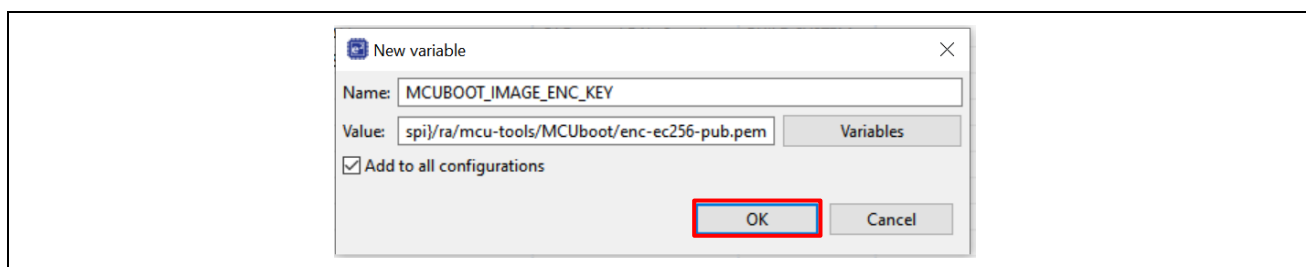 New variable
Name: MCUBOOT_IMAGE_ENC_KEY
Value: spi}/ra/mcu-tools/MCUboot/enc-ec256-pub.pem Variables
Add to all configurations
OK Cancel